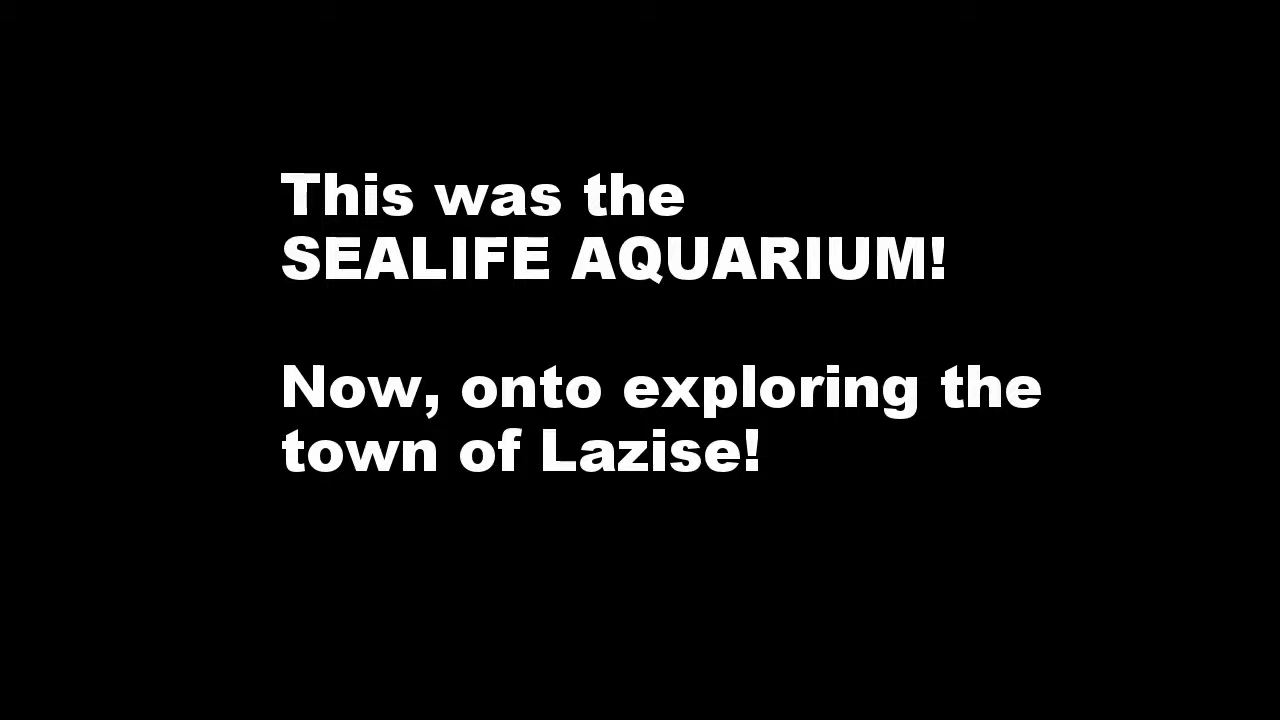 This was the
SEALIFE AQUARIUM!
Now, onto exploring the
town of Lazise!